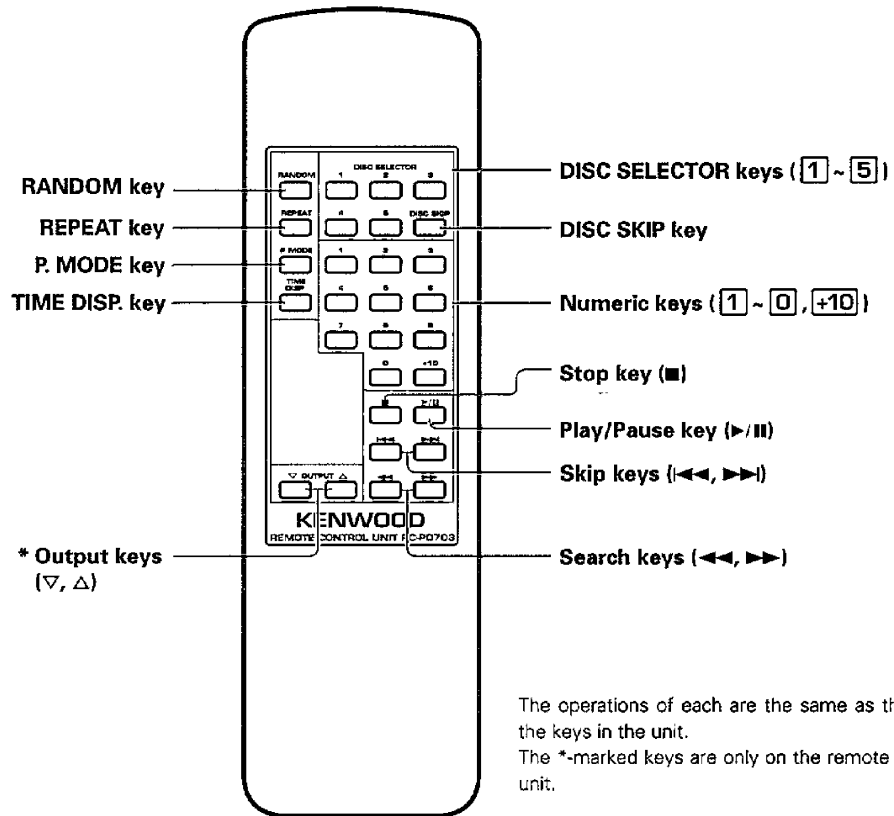 RANDOM key
REPEAT key
P. MODE key
TIME DISP. key
* Output keys
(▽, △)
DISC SELECTOR
RANDOM 1 2 3
REPEAT 4 5 DISC SKIP
P MODE 1 2 3
TIME
DISP 4 5 6
7 8 9
0 +10
■ ►/II
I◄◄ ►►I
▽ OUTPUT △ ◄◄ ►►
KENWOOD
REMOTE CONTROL UNIT RC-P0703
DISC SELECTOR keys (1 ~ 5)
DISC SKIP key
Numeric keys (1 ~ 0, +10)
Stop key (■)
Play/Pause key (►/II)
Skip keys (I◄◄, ►►I)
Search keys (◄◄, ►►)
The operations of each are the same as
the keys in the unit.
The *-marked keys are only on the remote
unit.